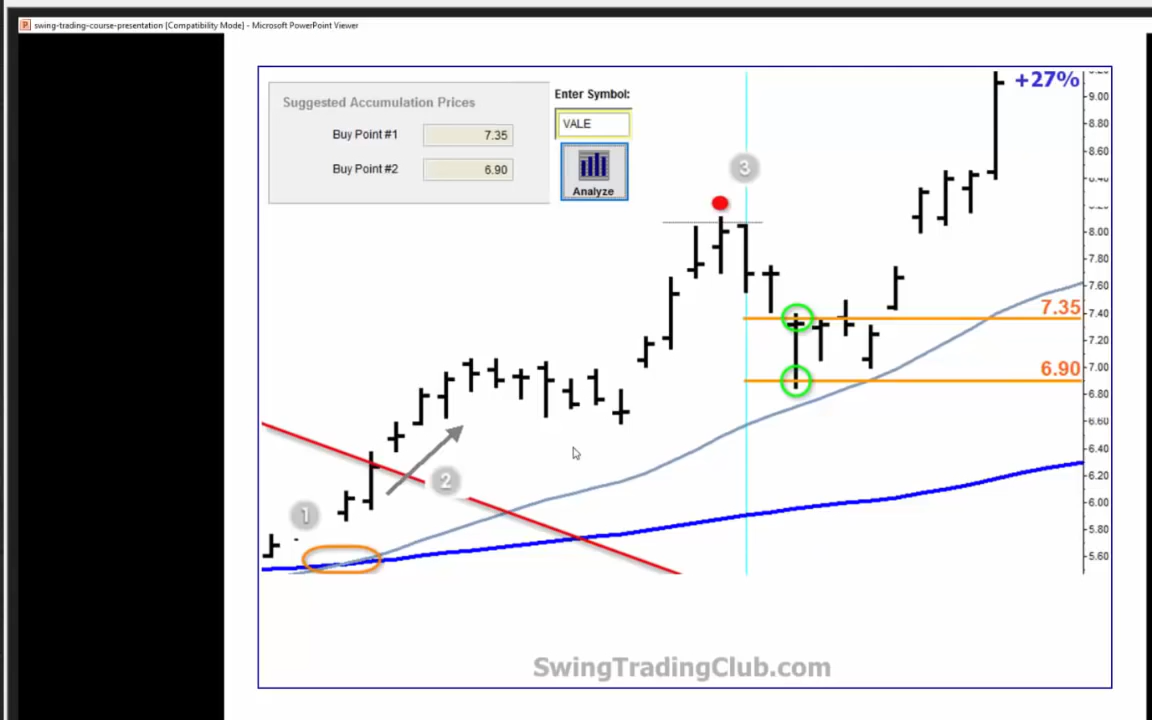 swing-trading-course-presentation [Compatibility Mode] - Microsoft PowerPoint Viewer
Suggested Accumulation Prices
Buy Point #1 7.35
Buy Point #2 6.90
Enter Symbol:
VALE
Analyze
+27%
9.00
8.80
8.60
8.40
8.00
7.80
7.60
7.40
7.20
7.00
6.80
6.60
6.40
6.20
6.00
5.80
5.60
7.35
6.90
1
2
3
SwingTradingClub.com